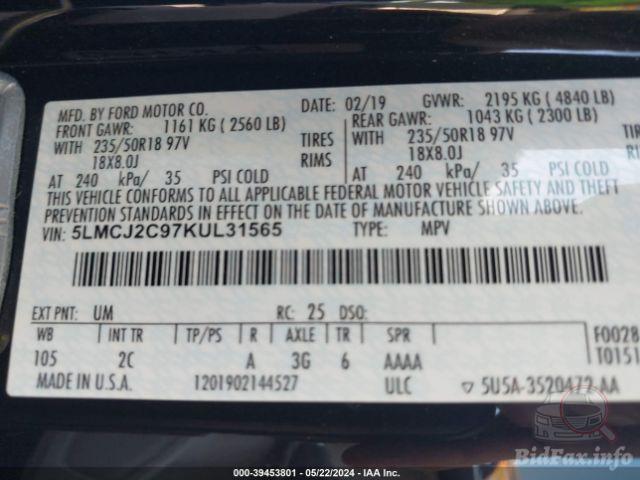 MFD. BY FORD MOTOR CO. DATE: 02/19 GVWR: 2195 KG ( 4840 LB)
FRONT GAWR: 1161 KG ( 2560 LB) REAR GAWR: 1043 KG ( 2300 LB)
WITH 235/50R18 97V TIRES WITH 235/50R18 97V TIRES
18X8.0J RIMS 18X8.0J RIMS
AT 240 kPa/ 35 PSI COLD AT 240 kPa/ 35 PSI COLD
THIS VEHICLE CONFORMS TO ALL APPLICABLE FEDERAL MOTOR VEHICLE SAFETY AND THEFT
PREVENTION STANDARDS IN EFFECT ON THE DATE OF MANUFACTURE SHOWN ABOVE.
VIN: 5LMCJ2C97KUL31565 TYPE: MPV
EXT PNT: UM RC: 25 DSO:
WB INT TR TP/PS R AXLE TR SPR F0028
105 2C A 3G 6 AAAA T0151
MADE IN U.S.A. 1201902144527 ULC ▽ 5U5A-3520472-AA
BidFax.info
000-39453801 - 05/22/2024 - IAA Inc.